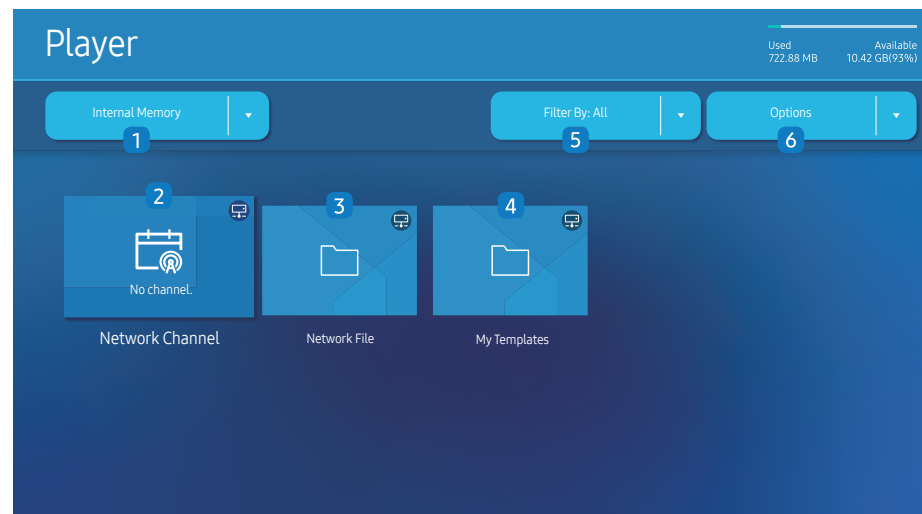 Player
Used Available
722.88 MB 10.42 GB(93%)
Internal Memory Filter By: All Options
1 5 6
2 3 4
No channel.
Network Channel Network File My Templates